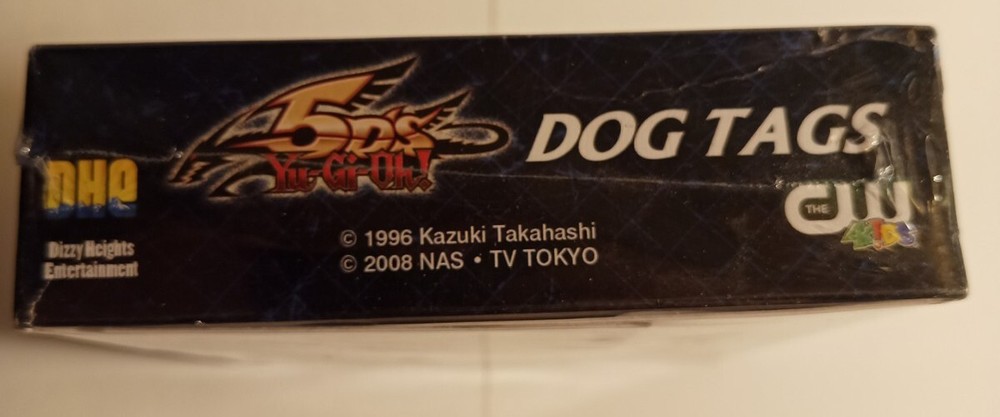 5D's
Yu-Gi-Oh!
DOG TAGS
DHE
Dizzy Heights
Entertainment
© 1996 Kazuki Takahashi
© 2008 NAS • TV TOKYO
THE CW
4KIDS